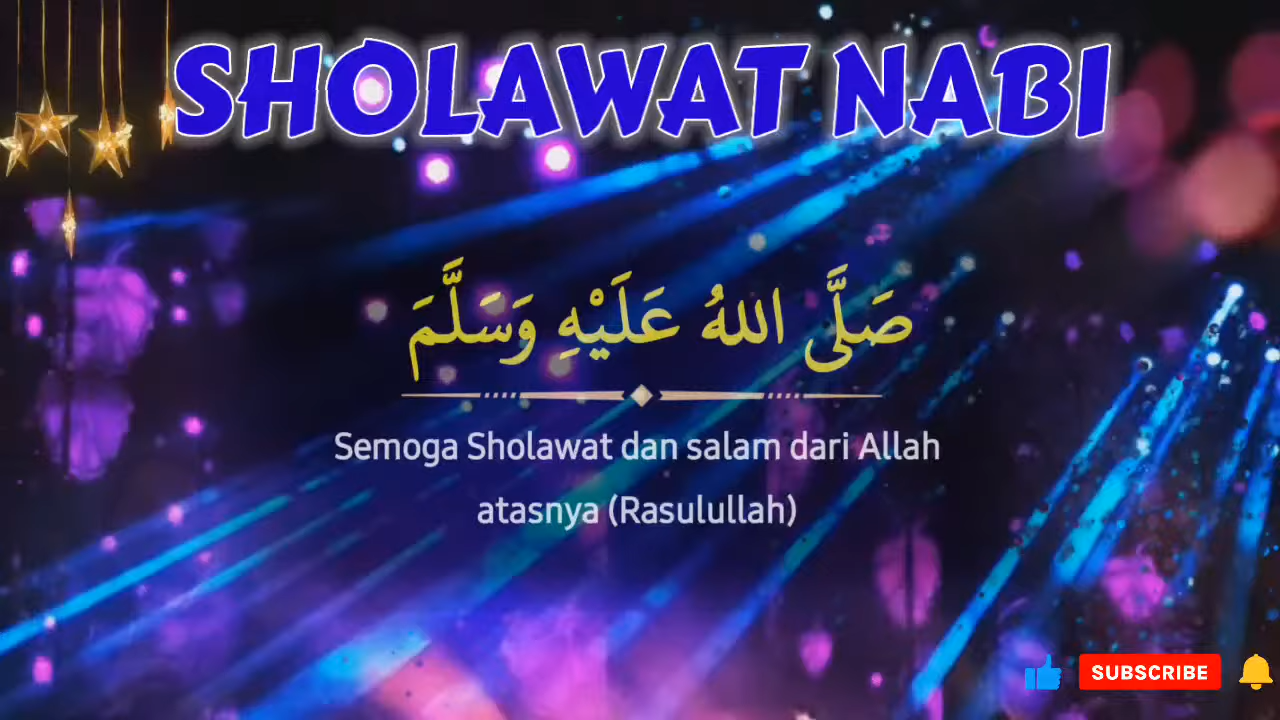 SHOLAWAT NABI
صَلَّى اللهُ عَلَيْهِ وَسَلَّمَ
Semoga Sholawat dan salam dari Allah
atasnya (Rasulullah)
SUBSCRIBE